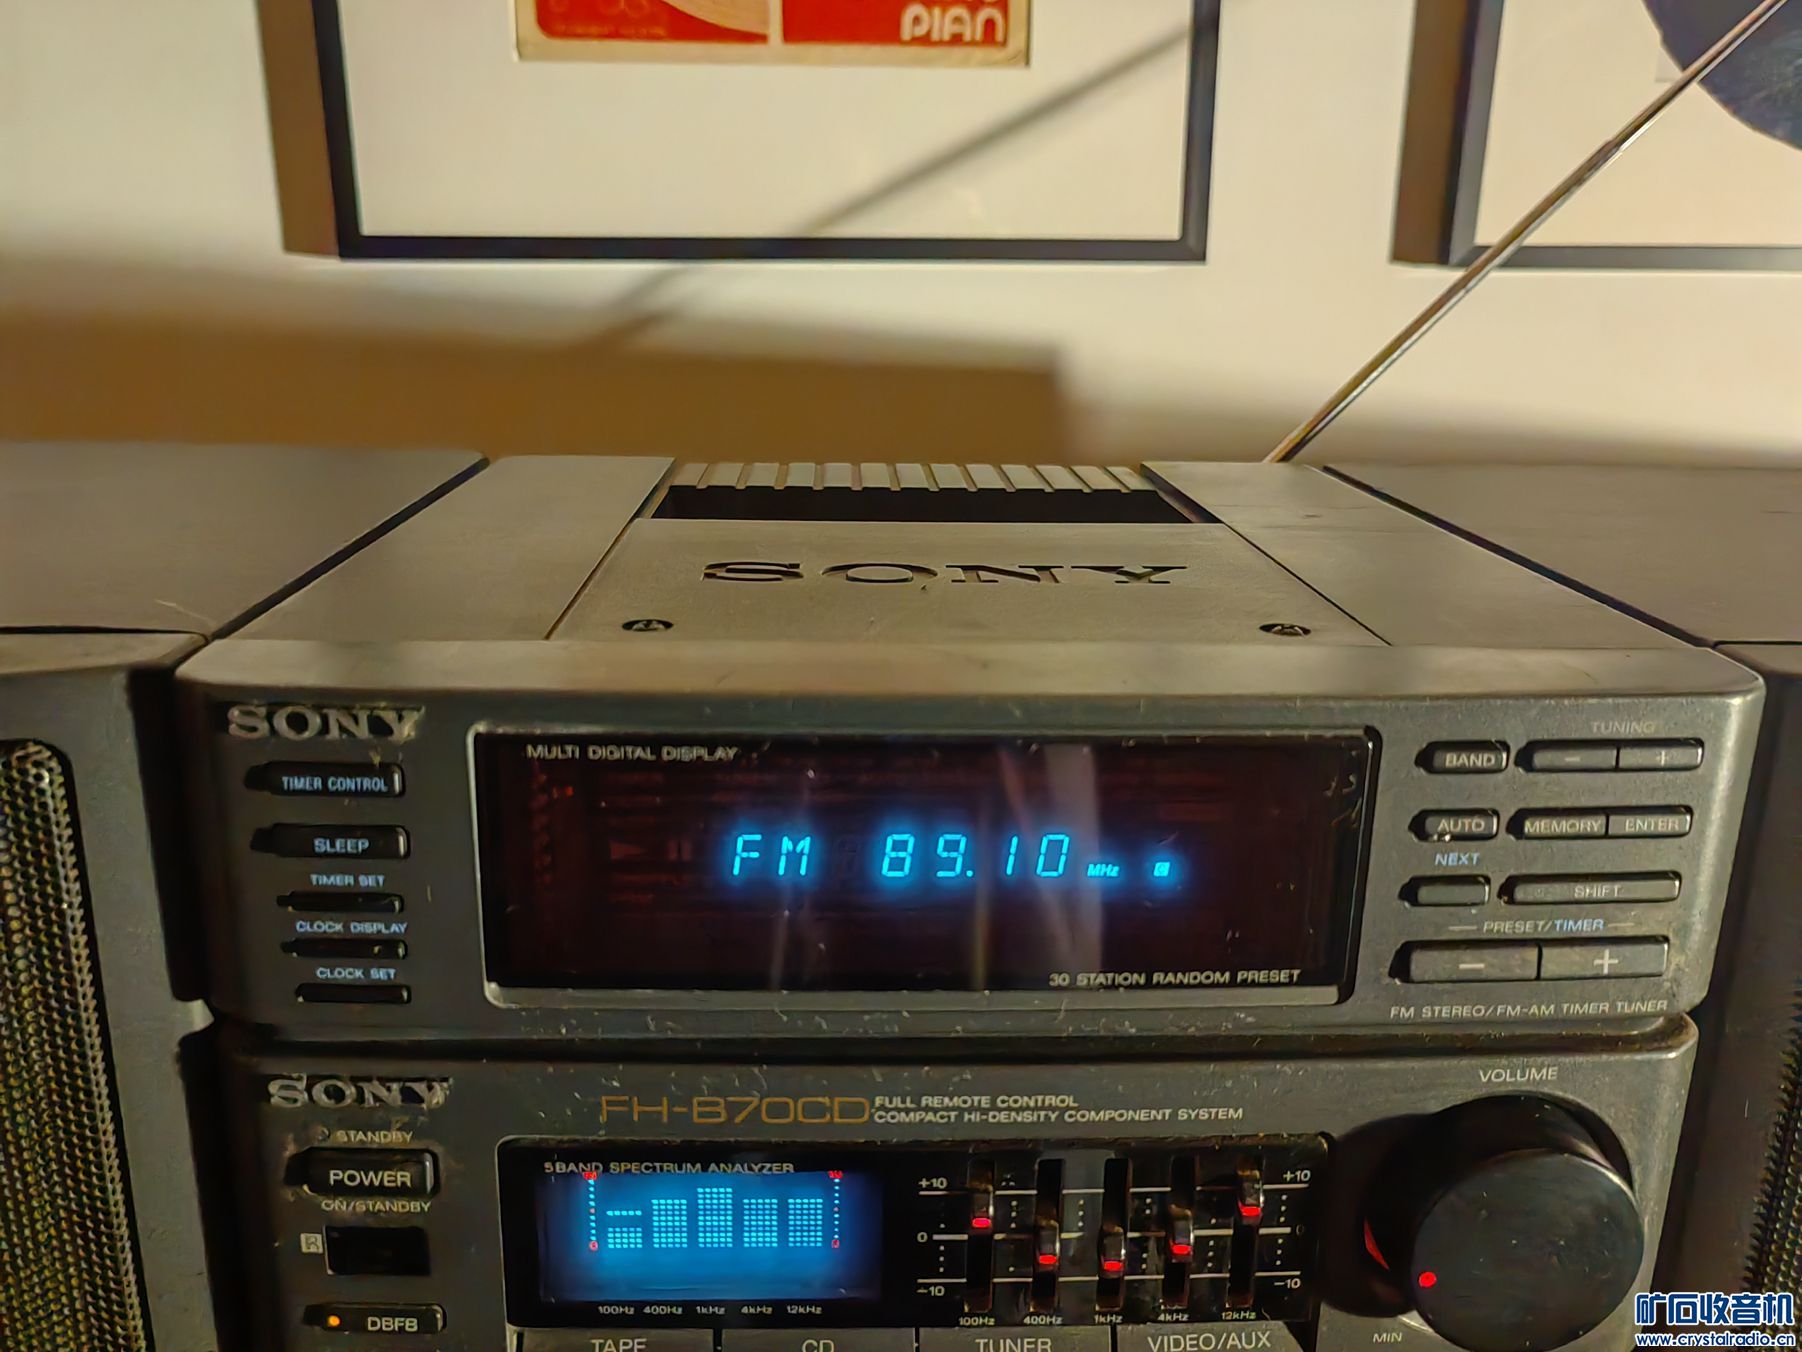 PIAN
SONY
SONY
MULTI DIGITAL DISPLAY
TUNING
BAND
− +
TIMER CONTROL
FM 89.10 MHz
AUTO
MEMORY ENTER
SLEEP
NEXT
TIMER SET
SHIFT
CLOCK DISPLAY
PRESET/TIMER
CLOCK SET
− +
30 STATION RANDOM PRESET
FM STEREO/FM-AM TIMER TUNER
SONY
FH-B70CD
FULL REMOTE CONTROL
COMPACT HI-DENSITY COMPONENT SYSTEM
VOLUME
STANDBY
POWER
ON/STANDBY
5 BAND SPECTRUM ANALYZER
+10 +10
0 0
-10 -10
100Hz 400Hz 1kHz 4kHz 12kHz
100Hz 400Hz 1kHz 4kHz 12kHz
DBFB
MIN
TAPE CD TUNER VIDEO/AUX
矿石收音机
www.crystalradio.cn